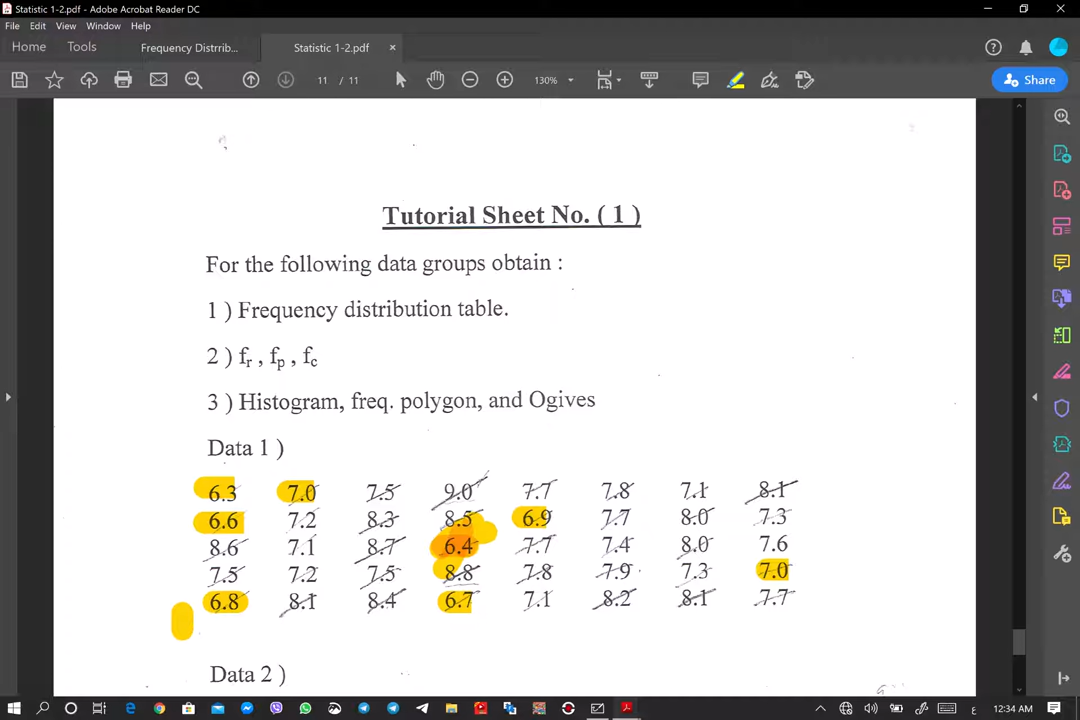 Statistic 1-2.pdf - Adobe Acrobat Reader DC
File Edit View Window Help
Home Tools Frequency Distrrib... Statistic 1-2.pdf ×
11 / 11 130% Share
Tutorial Sheet No. ( 1 )
For the following data groups obtain :
1 ) Frequency distribution table.
2 ) fr , fp , fc
3 ) Histogram, freq. polygon, and Ogives
Data 1 )
6.3 7.0 7.5 9.0 7.7 7.8 7.1 8.1
6.6 7.2 8.3 8.5 6.9 7.7 8.0 7.3
8.6 7.1 8.7 6.4 7.7 7.4 8.0 7.6
7.5 7.2 7.5 8.8 7.8 7.9 7.3 7.0
6.8 8.1 8.4 6.7 7.1 8.2 8.1 7.7
Data 2 )
ع 12:34 AM